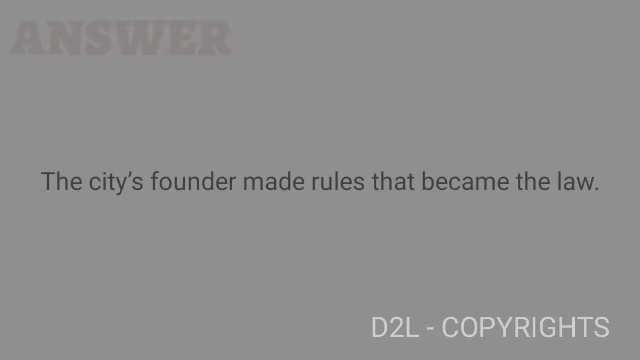 ANSWER
The city’s founder made rules that became the law.
D2L - COPYRIGHTS